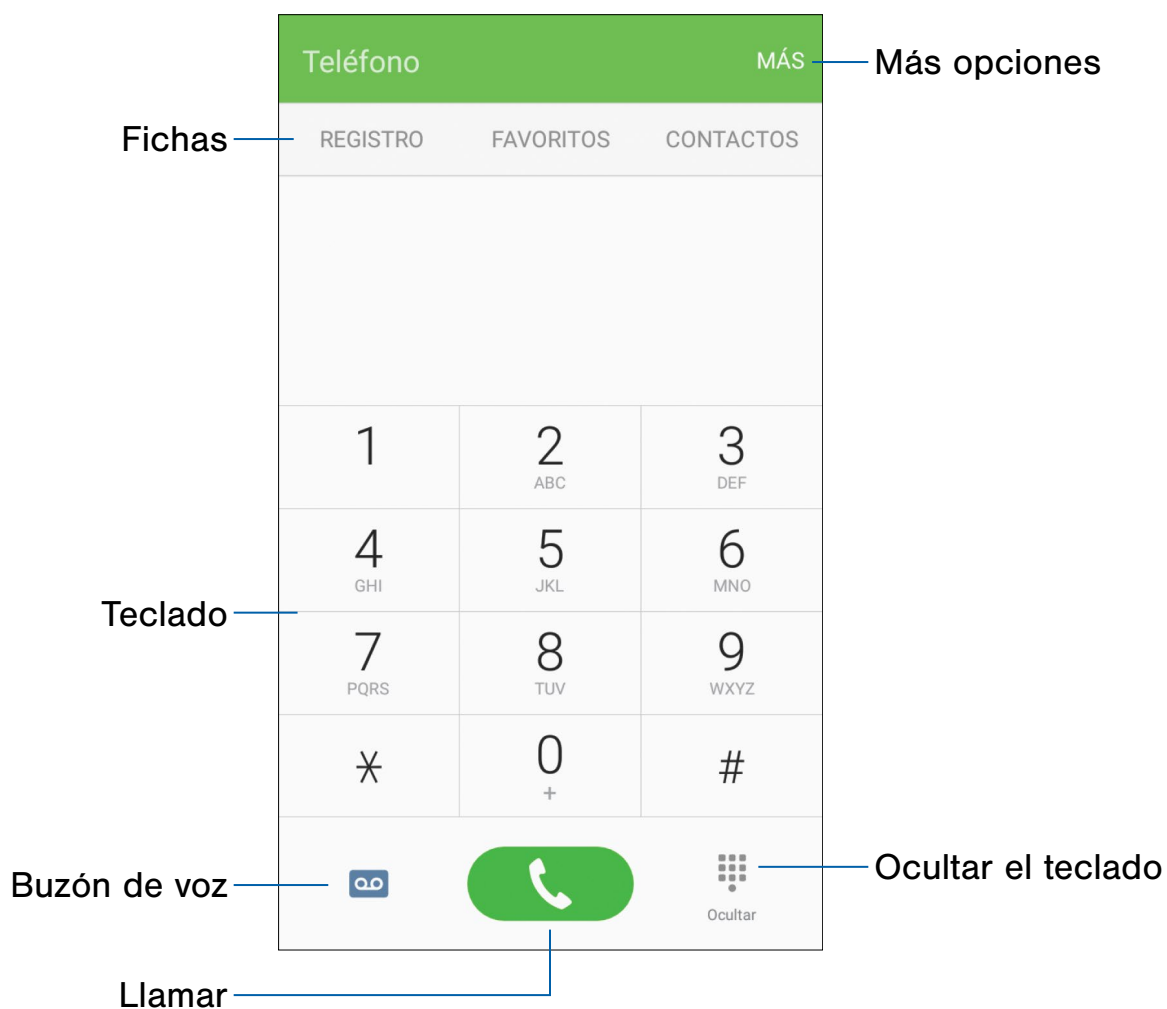 Teléfono MÁS
Más opciones
Fichas
REGISTRO FAVORITOS CONTACTOS
1 2 3
ABC DEF
4 5 6
GHI JKL MNO
Teclado
7 8 9
PQRS TUV WXYZ
* 0 #
+
Buzón de voz
Ocultar el teclado
Ocultar
Llamar